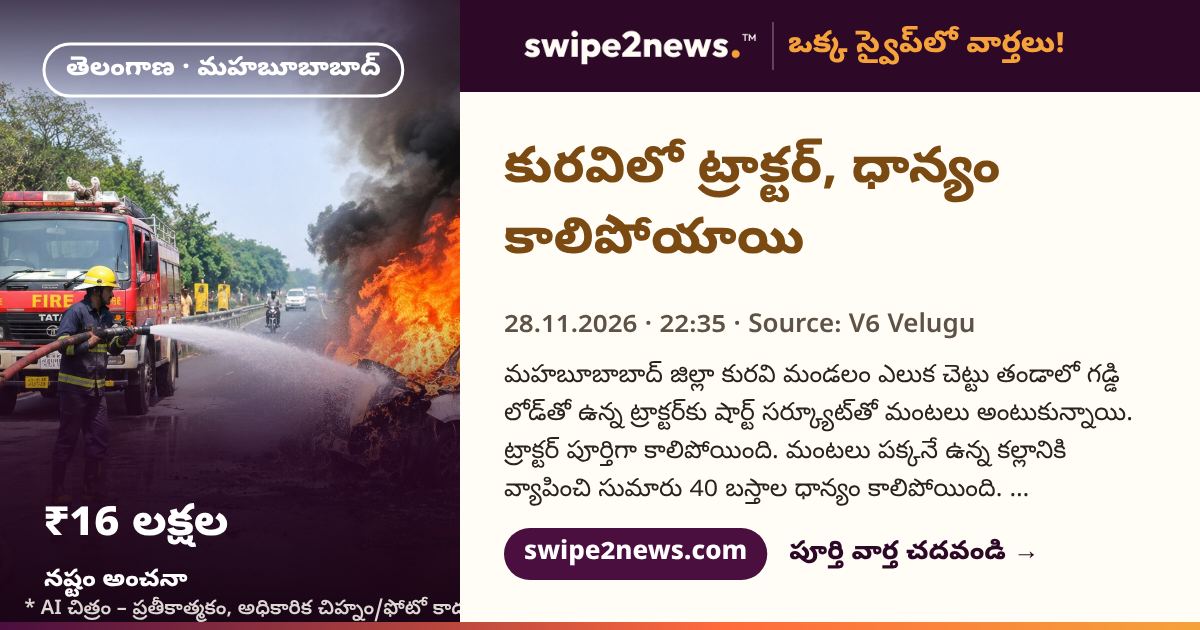 తెలంగాణ · మహబూబాబాద్
swipe2news.™
ఒక్క స్వైప్‌లో వార్తలు!
కురవిలో ట్రాక్టర్, ధాన్యం
కాలిపోయాయి
28.11.2026 · 22:35 · Source: V6 Velugu
మహబూబాబాద్ జిల్లా కురవి మండలం ఎలుక చెట్టు తండాలో గడ్డి
లోడ్‌తో ఉన్న ట్రాక్టర్‌కు షార్ట్ సర్క్యూట్‌తో మంటలు అంటుకున్నాయి.
ట్రాక్టర్ పూర్తిగా కాలిపోయింది. మంటలు పక్కనే ఉన్న కల్లానికి
వ్యాపించి సుమారు 40 బస్తాల ధాన్యం కాలిపోయింది. ...
swipe2news.com
పూర్తి వార్త చదవండి →
FIRE
TATA
₹16 లక్షల
నష్టం అంచనా
* AI చిత్రం – ప్రతీకాత్మకం, అధికారిక చిహ్నం/ఫోటో